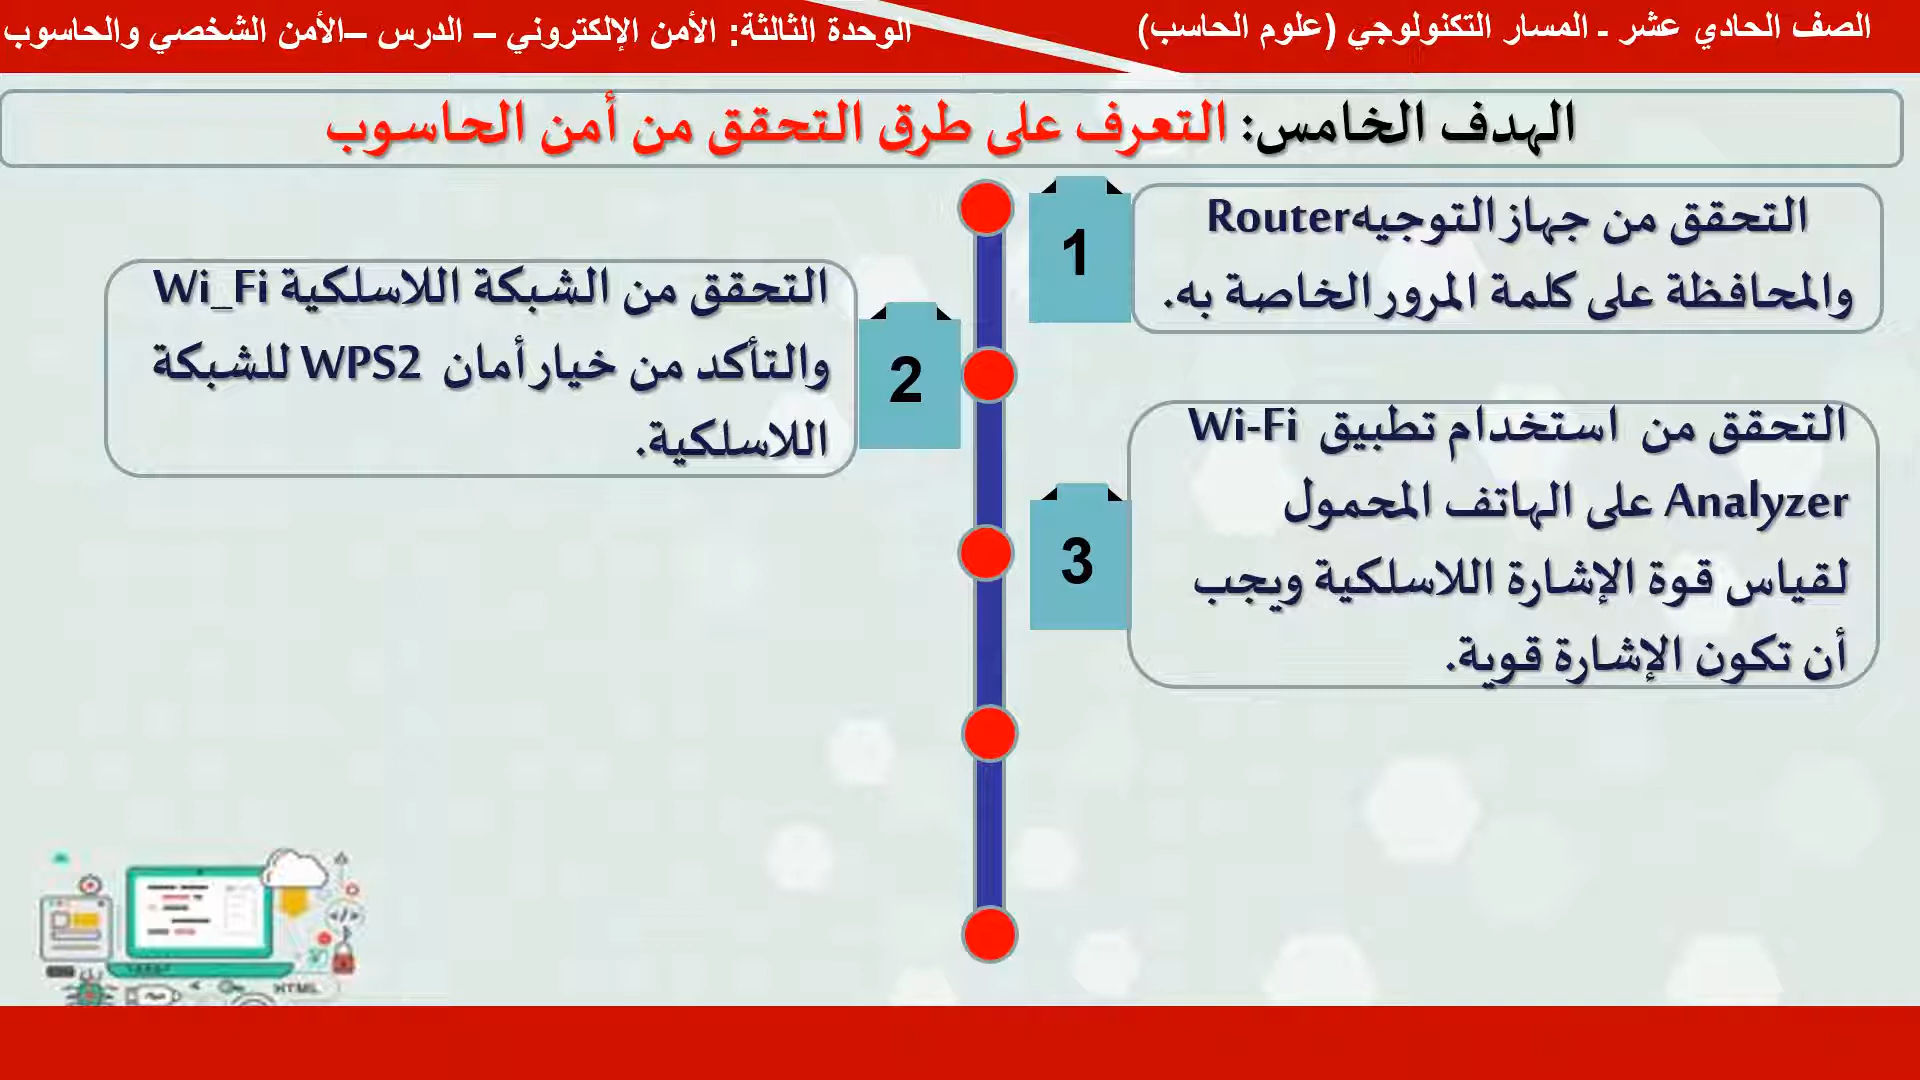 الصف الحادي عشر - المسار التكنولوجي (علوم الحاسب)
الوحدة الثالثة: الأمن الإلكتروني – الدرس –الأمن الشخصي والحاسوب
الهدف الخامس: التعرف على طرق التحقق من أمن الحاسوب
1
التحقق من جهاز التوجيهRouter
والمحافظة على كلمة المرور الخاصة به.
2
التحقق من الشبكة اللاسلكية Wi_Fi
والتأكد من خيار أمان WPS2 للشبكة
اللاسلكية.
3
التحقق من استخدام تطبيق Wi-Fi
Analyzer على الهاتف المحمول
لقياس قوة الإشارة اللاسلكية ويجب
أن تكون الإشارة قوية.
</>
HTML